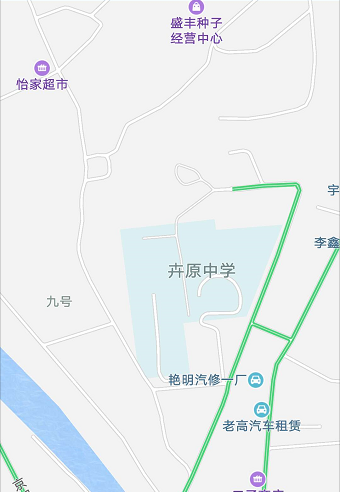 盛丰种子
经营中心
怡家超市
宇
李鑫
卉原中学
九号
艳明汽修一厂
老高汽车租赁
京